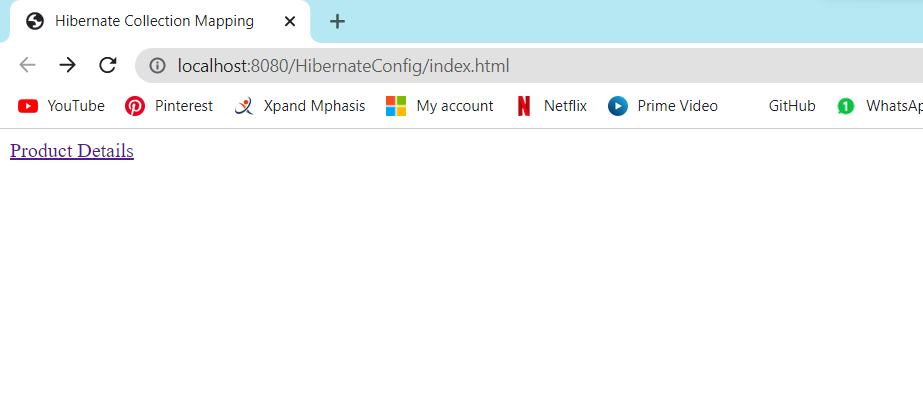 Hibernate Collection Mapping
localhost:8080/HibernateConfig/index.html
YouTube Pinterest Xpand Mphasis My account Netflix Prime Video GitHub 1 WhatsAp
Product Details